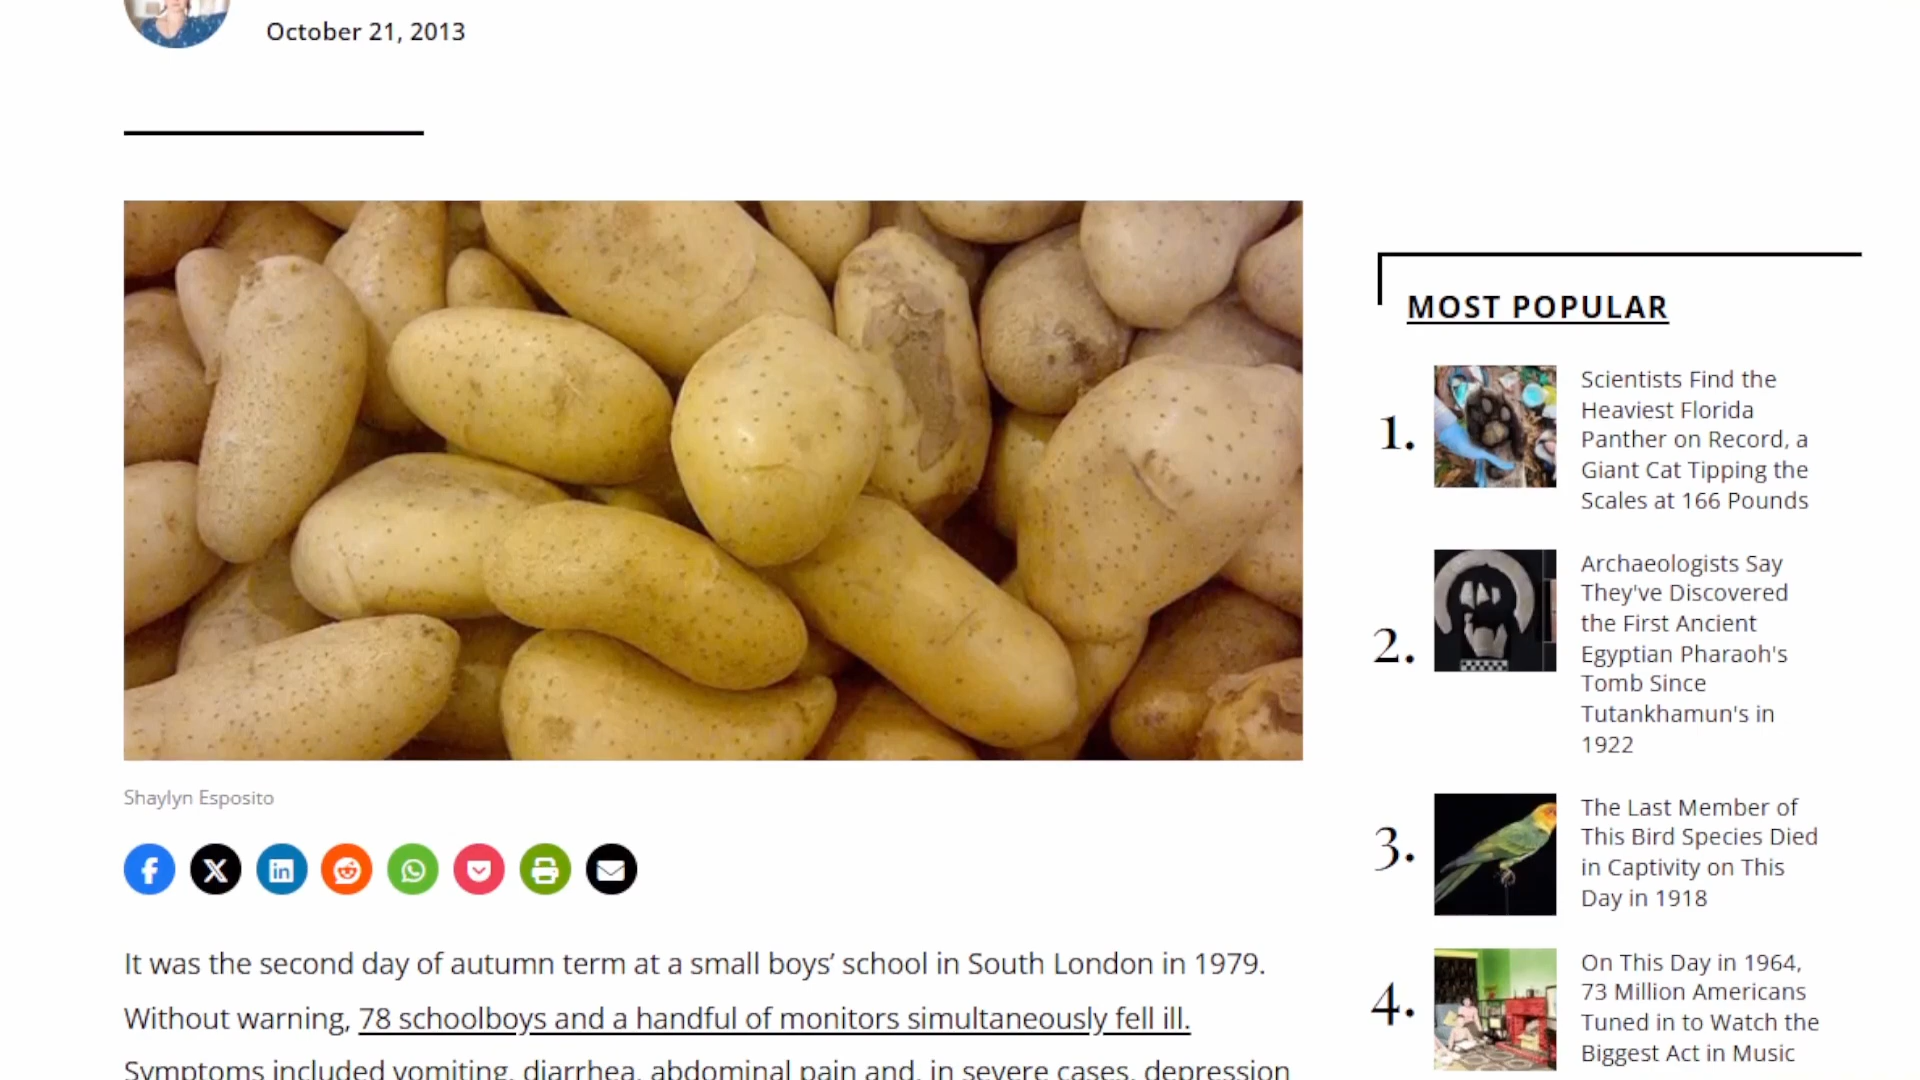 October 21, 2013
Shaylyn Esposito
It was the second day of autumn term at a small boys’ school in South London in 1979.
Without warning, 78 schoolboys and a handful of monitors simultaneously fell ill.
Symptoms included vomiting, diarrhea, abdominal pain and, in severe cases, depression
MOST POPULAR
1.
Scientists Find the
Heaviest Florida
Panther on Record, a
Giant Cat Tipping the
Scales at 166 Pounds
2.
Archaeologists Say
They've Discovered
the First Ancient
Egyptian Pharaoh's
Tomb Since
Tutankhamun's in
1922
3.
The Last Member of
This Bird Species Died
in Captivity on This
Day in 1918
4.
On This Day in 1964,
73 Million Americans
Tuned in to Watch the
Biggest Act in Music